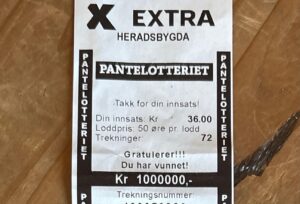 X EXTRA
HERADSBYGDA
PANTELOTTERIET
PANTELOTTERIET
PANTELOTTERIET
Takk for din innsats!
Din innsats: Kr 36.00
Loddpris: 50 øre pr. lodd
Trekninger: 72
Gratulerer!!!
Du har vunnet!
Kr 1000000,-
Trekningsnummer: